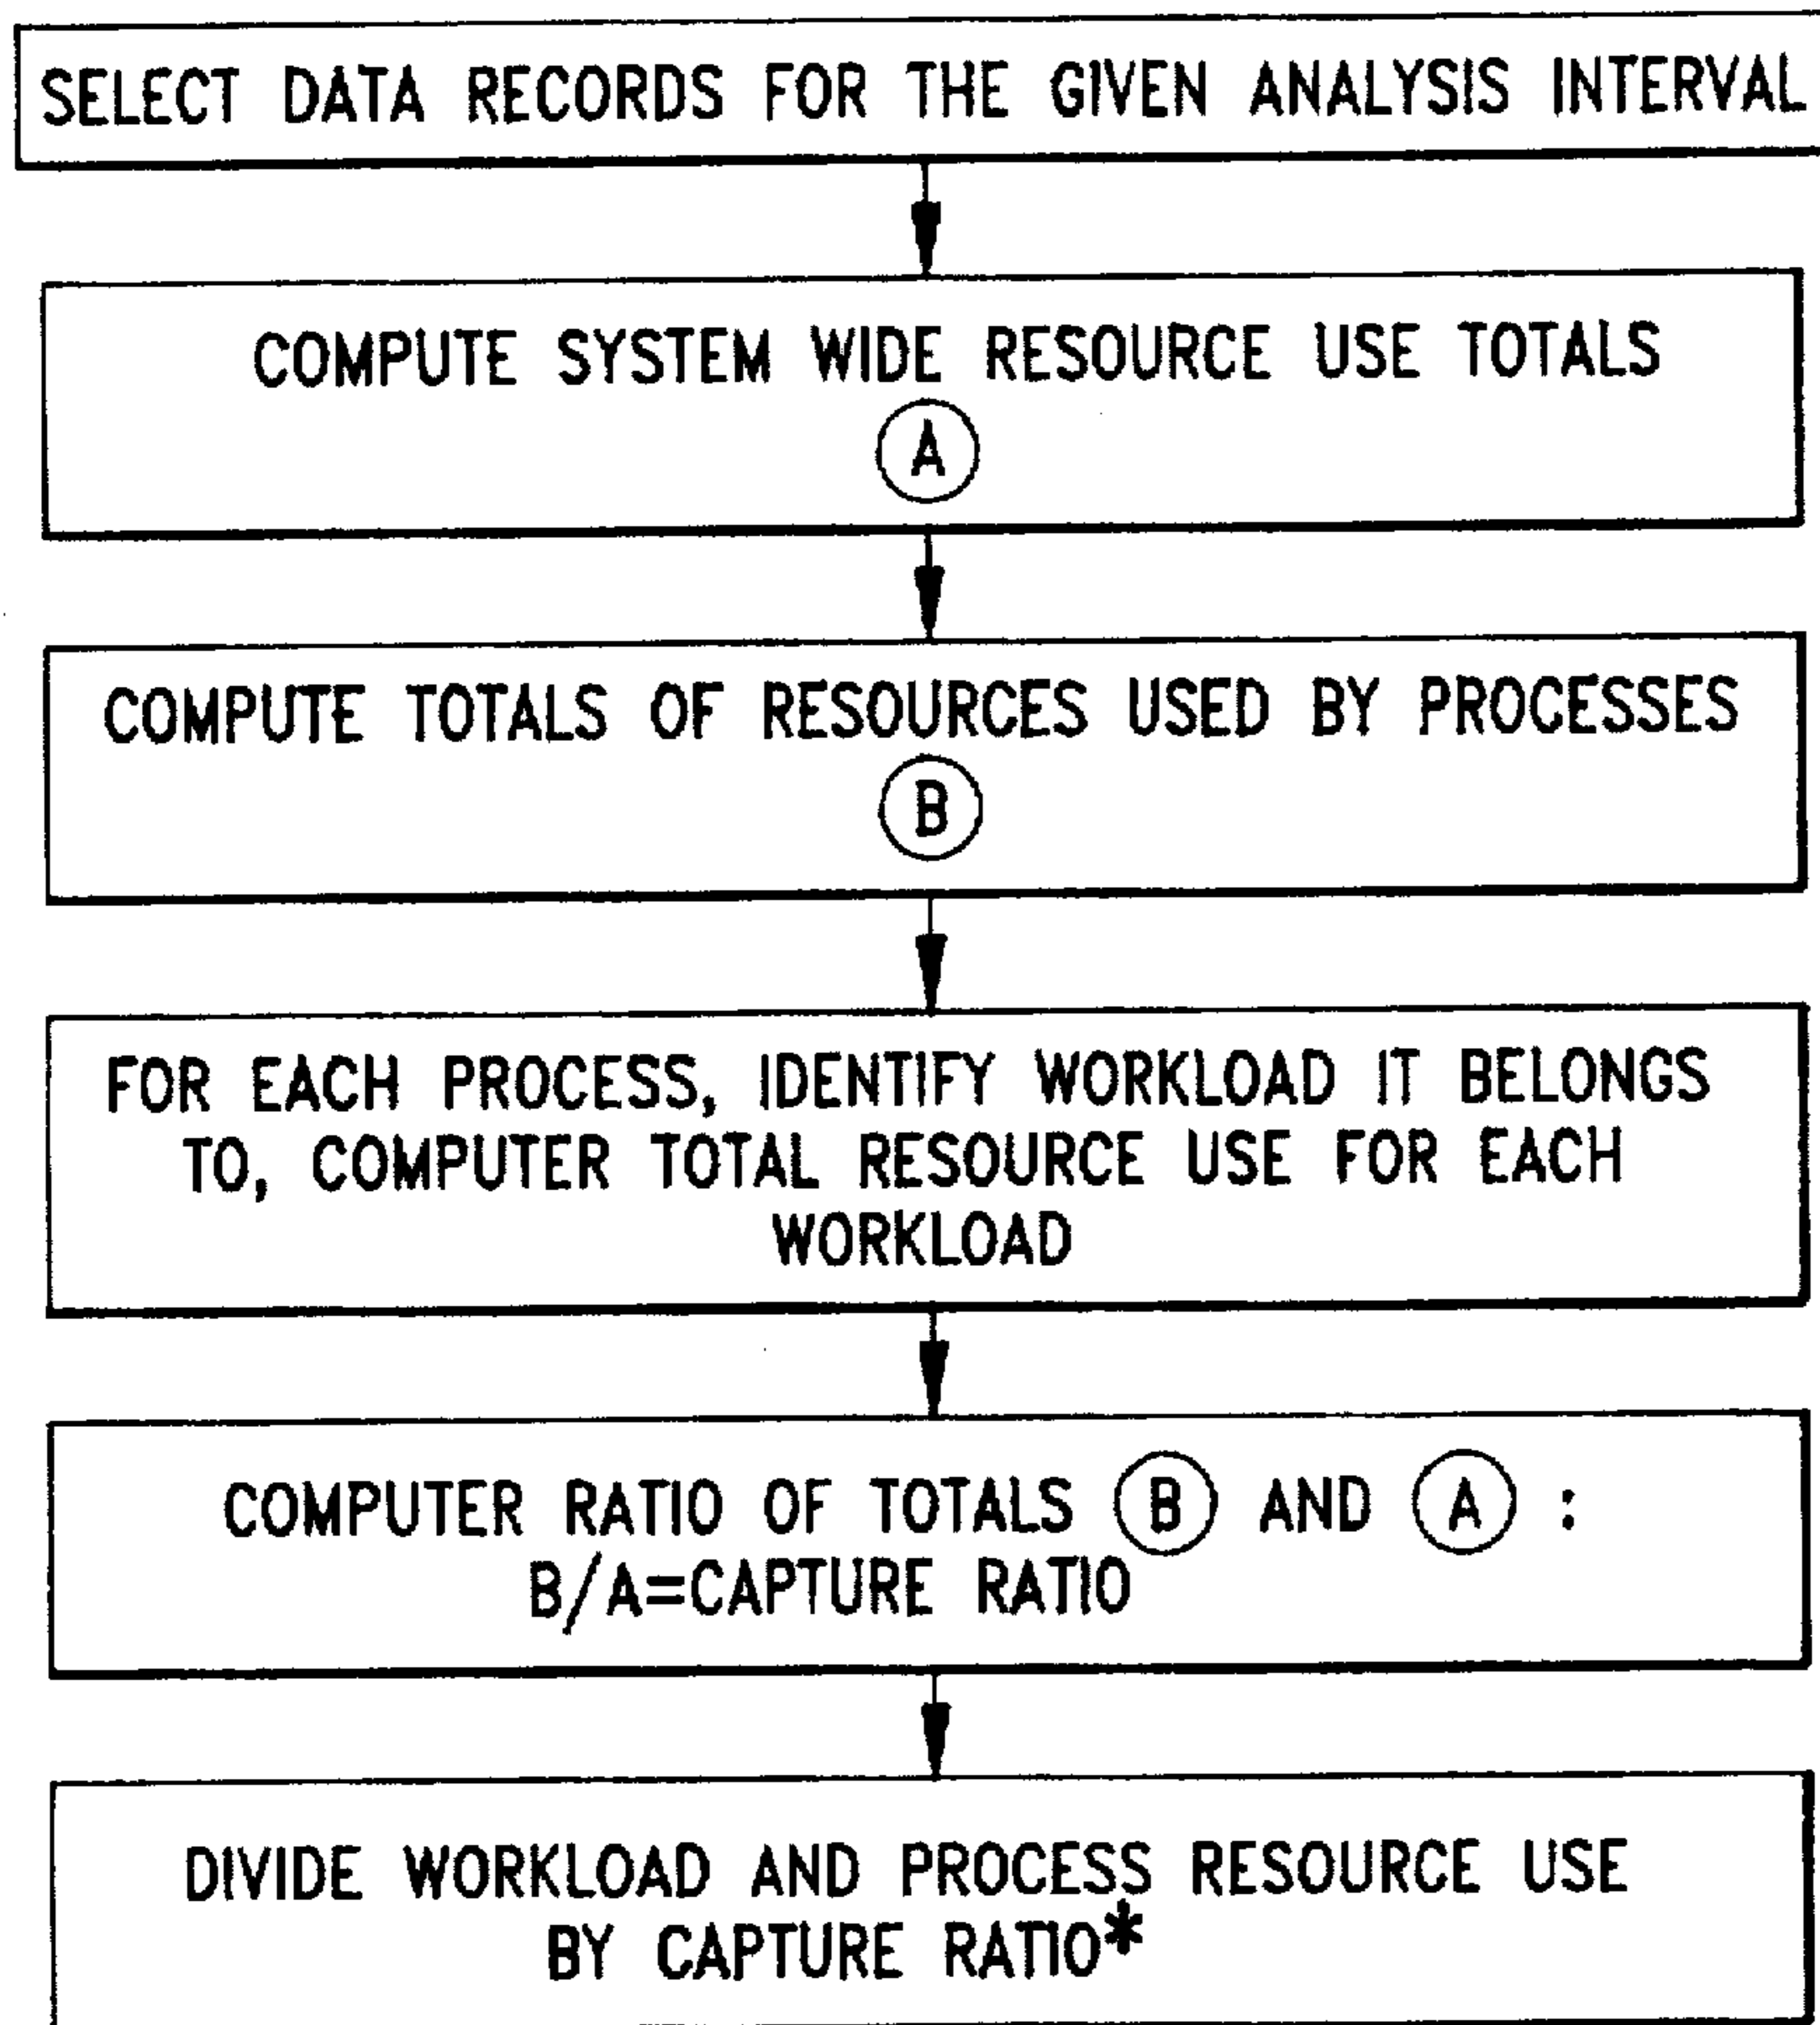 SELECT DATA RECORDS FOR THE GIVEN ANALYSIS INTERVAL
COMPUTE SYSTEM WIDE RESOURCE USE TOTALS
A
COMPUTE TOTALS OF RESOURCES USED BY PROCESSES
B
FOR EACH PROCESS, IDENTIFY WORKLOAD IT BELONGS
TO, COMPUTER TOTAL RESOURCE USE FOR EACH
WORKLOAD
COMPUTER RATIO OF TOTALS B AND A :
B/A=CAPTURE RATIO
DIVIDE WORKLOAD AND PROCESS RESOURCE USE
BY CAPTURE RATIO*